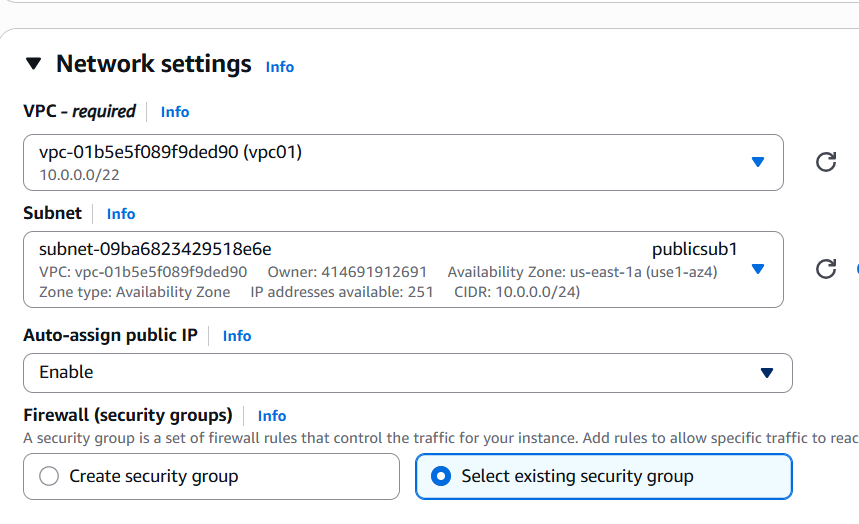 Network settings Info
VPC - required Info
vpc-01b5e5f089f9ded90 (vpc01)
10.0.0.0/22
Subnet Info
subnet-09ba6823429518e6e publicsub1
VPC: vpc-01b5e5f089f9ded90 Owner: 414691912691 Availability Zone: us-east-1a (use1-az4)
Zone type: Availability Zone IP addresses available: 251 CIDR: 10.0.0.0/24)
Auto-assign public IP Info
Enable
Firewall (security groups) Info
A security group is a set of firewall rules that control the traffic for your instance. Add rules to allow specific traffic to reac
Create security group Select existing security group